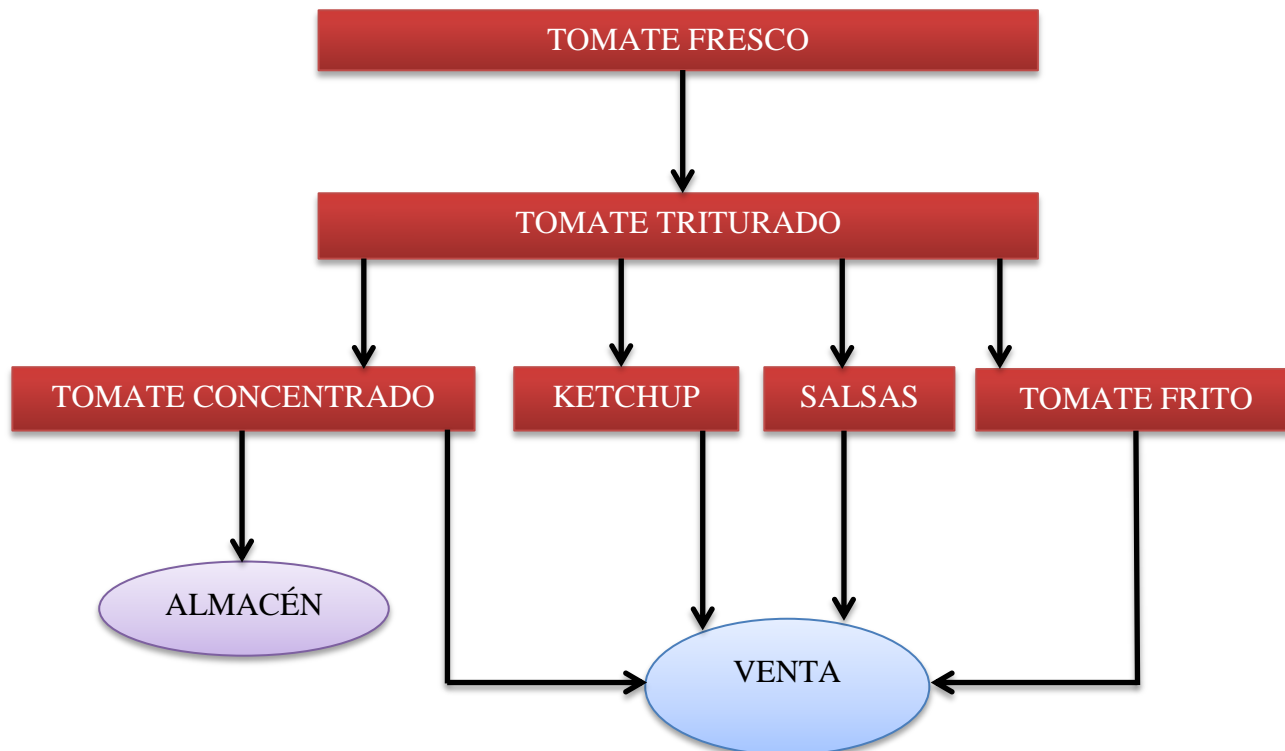 TOMATE FRESCO
TOMATE TRITURADO
TOMATE CONCENTRADO
KETCHUP
SALSAS
TOMATE FRITO
ALMACÉN
VENTA